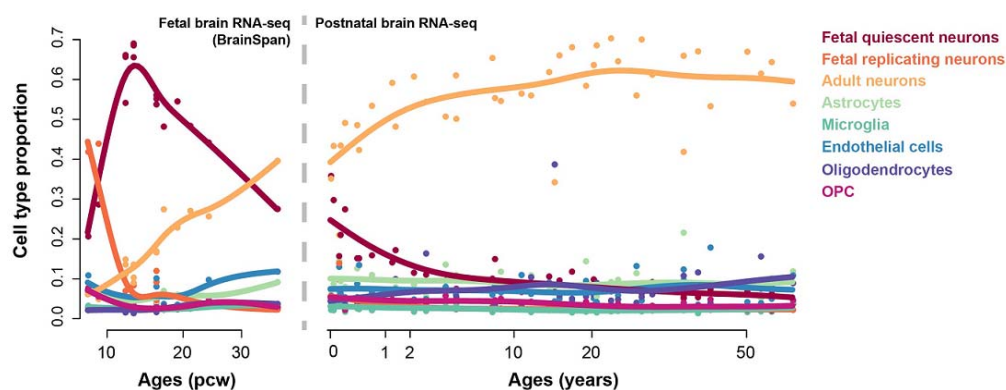 Fetal brain RNA-seq
(BrainSpan)
Postnatal brain RNA-seq
Cell type proportion
0.7
0.6
0.5
0.4
0.3
0.2
0.1
0.0
10
20
30
Ages (pcw)
0
1
2
10
20
50
Ages (years)
Fetal quiescent neurons
Fetal replicating neurons
Adult neurons
Astrocytes
Microglia
Endothelial cells
Oligodendrocytes
OPC